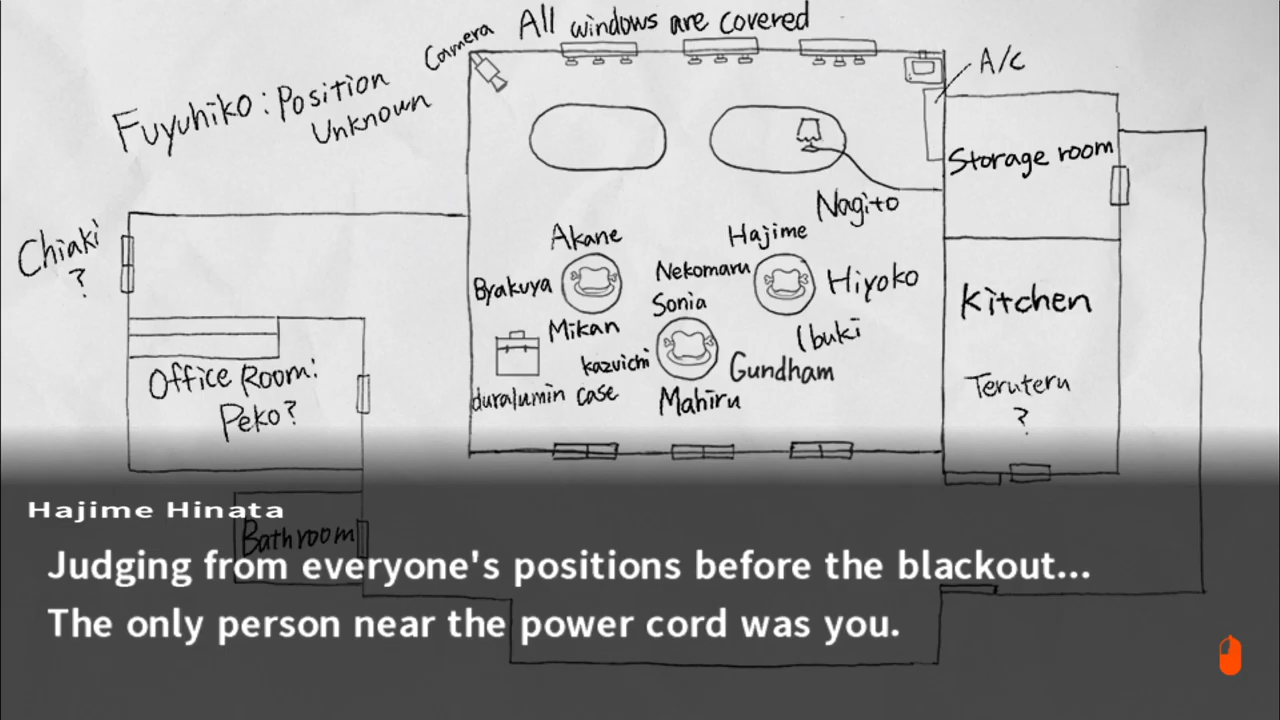 All windows are covered
Camera
A/C
Fuyuhiko: Position
Unknown
Storage room
Nagito
Chiaki
?
Akane
Hajime
Byakuya
Nekomaru
Hiyoko
Sonia
Kitchen
Mikan
Ibuki
kazuichi
Gundham
duralumin case
Mahiru
Teruteru
?
Office Room:
Peko?
Hajime Hinata
Bathroom
Judging from everyone's positions before the blackout...
The only person near the power cord was you.